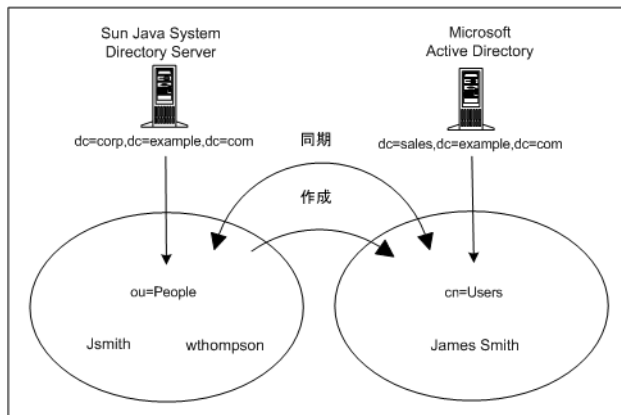 Sun Java System
Directory Server
Microsoft
Active Directory
dc=corp,dc=example,dc=com
同期
dc=sales,dc=example,dc=com
作成
ou=People
cn=Users
Jsmith
wthompson
James Smith